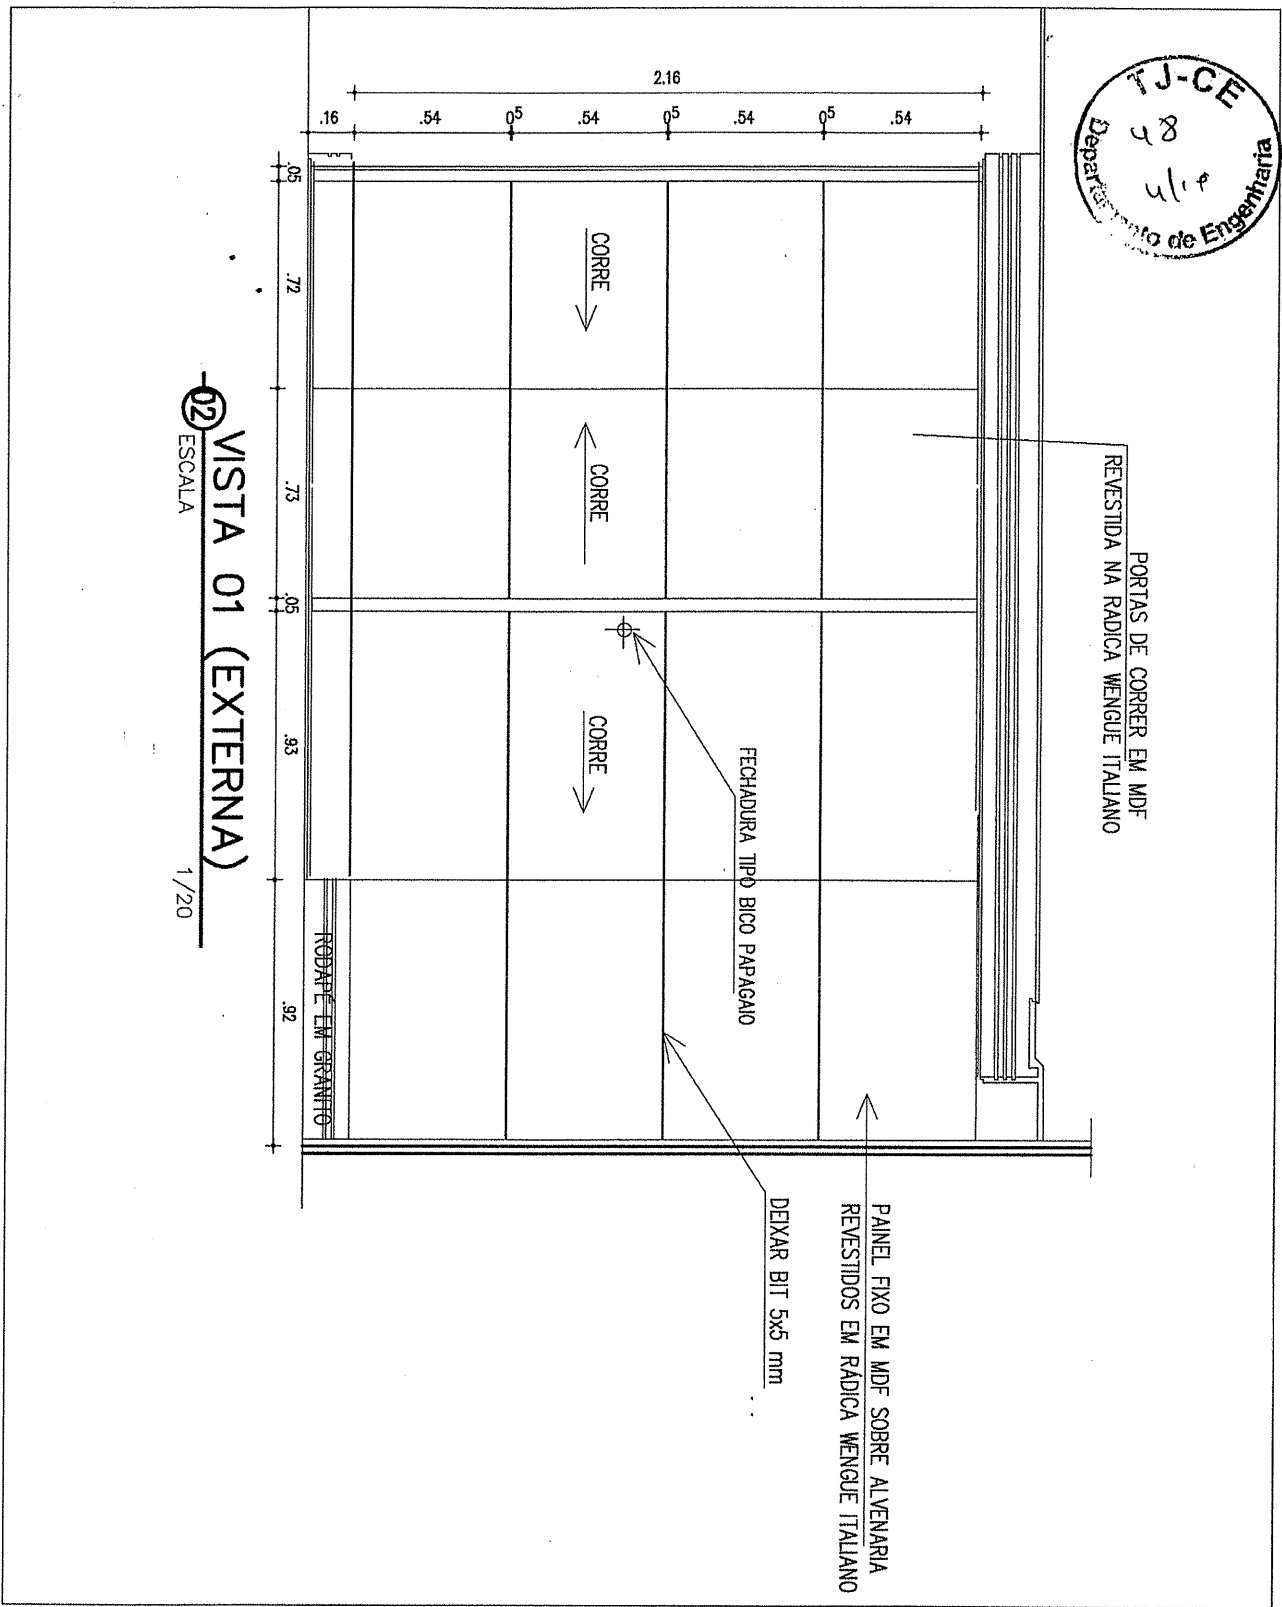 TJ-CE
48
Departamento de Engenharia
2.16
.16
.54
05
.54
05
.54
05
.54
PORTAS DE CORRER EM MDF
REVESTIDA NA RADICA WENGUE ITALIANO
CORRE
CORRE
CORRE
FECHADURA TIPO BICO PAPAGAIO
PAINEL FIXO EM MDF SOBRE ALVENARIA
REVESTIDOS EM RÁDICA WENGUE ITALIANO
DEIXAR BIT 5x5 mm
RODAPE EM GRANITO
.05
.72
.73
.05
.93
.92
02 VISTA 01 (EXTERNA)
ESCALA 1/20